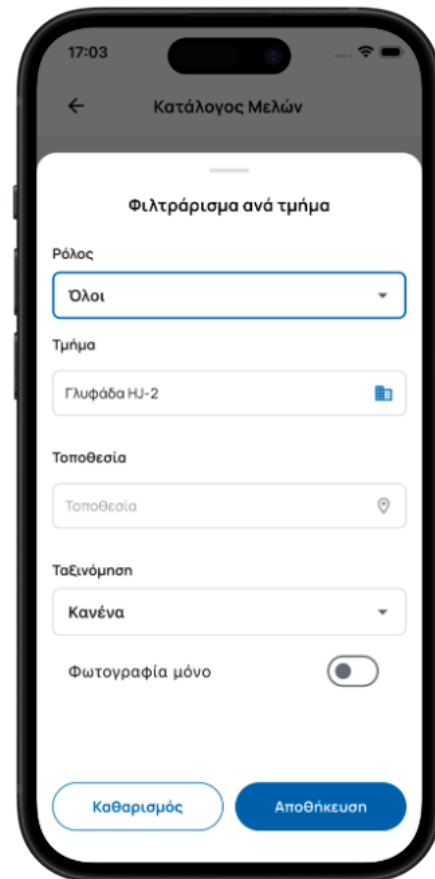 17:03
Κατάλογος Μελών
Φιλτράρισμα ανά τμήμα
Ρόλος
Όλοι
Τμήμα
Γλυφάδα HJ-2
Τοποθεσία
Τοποθεσία
Ταξινόμηση
Κανένα
Φωτογραφία μόνο
Καθαρισμός Αποθήκευση